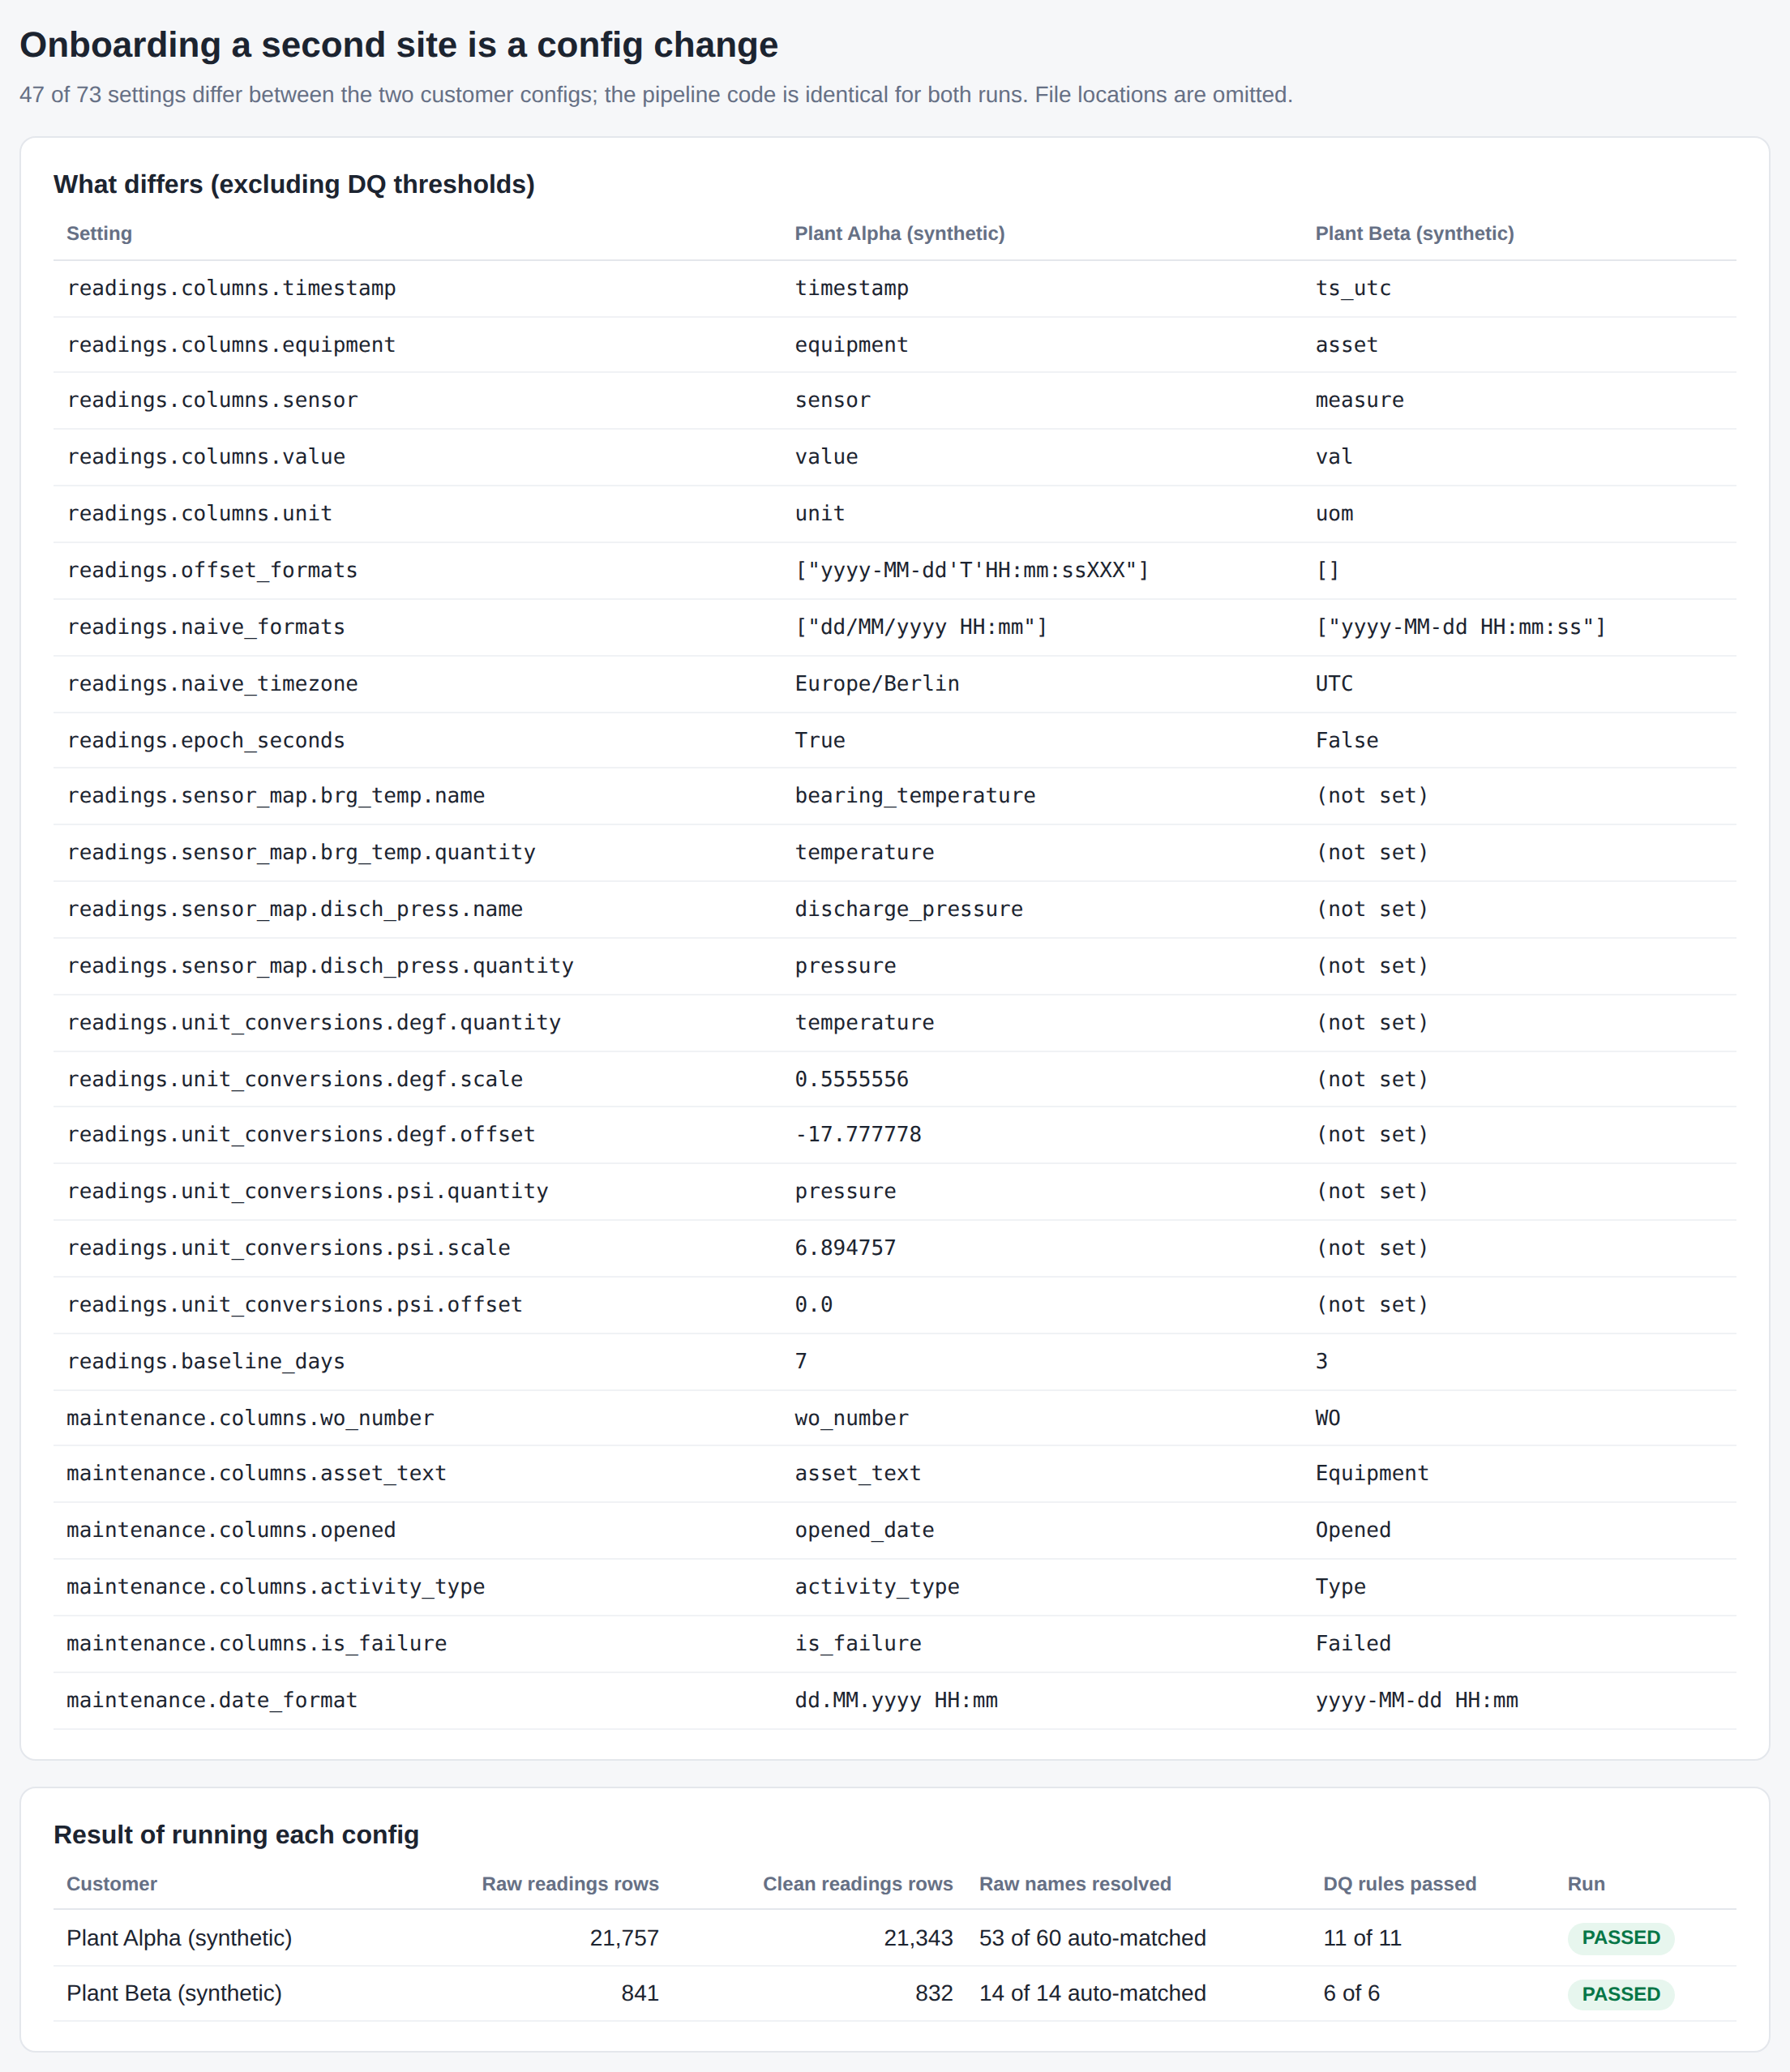 Onboarding a second site is a config change
47 of 73 settings differ between the two customer configs; the pipeline code is identical for both runs. File locations are omitted.
What differs (excluding DQ thresholds)
Setting Plant Alpha (synthetic) Plant Beta (synthetic)
readings.columns.timestamp timestamp ts_utc
readings.columns.equipment equipment asset
readings.columns.sensor sensor measure
readings.columns.value value val
readings.columns.unit unit uom
readings.offset_formats ["yyyy-MM-dd'T'HH:mm:ssXXX"] []
readings.naive_formats ["dd/MM/yyyy HH:mm"] ["yyyy-MM-dd HH:mm:ss"]
readings.naive_timezone Europe/Berlin UTC
readings.epoch_seconds True False
readings.sensor_map.brg_temp.name bearing_temperature (not set)
readings.sensor_map.brg_temp.quantity temperature (not set)
readings.sensor_map.disch_press.name discharge_pressure (not set)
readings.sensor_map.disch_press.quantity pressure (not set)
readings.unit_conversions.degf.quantity temperature (not set)
readings.unit_conversions.degf.scale 0.5555556 (not set)
readings.unit_conversions.degf.offset -17.777778 (not set)
readings.unit_conversions.psi.quantity pressure (not set)
readings.unit_conversions.psi.scale 6.894757 (not set)
readings.unit_conversions.psi.offset 0.0 (not set)
readings.baseline_days 7 3
maintenance.columns.wo_number wo_number WO
maintenance.columns.asset_text asset_text Equipment
maintenance.columns.opened opened_date Opened
maintenance.columns.activity_type activity_type Type
maintenance.columns.is_failure is_failure Failed
maintenance.date_format dd.MM.yyyy HH:mm yyyy-MM-dd HH:mm
Result of running each config
Customer Raw readings rows Clean readings rows Raw names resolved DQ rules passed Run
Plant Alpha (synthetic) 21,757 21,343 53 of 60 auto-matched 11 of 11 PASSED
Plant Beta (synthetic) 841 832 14 of 14 auto-matched 6 of 6 PASSED